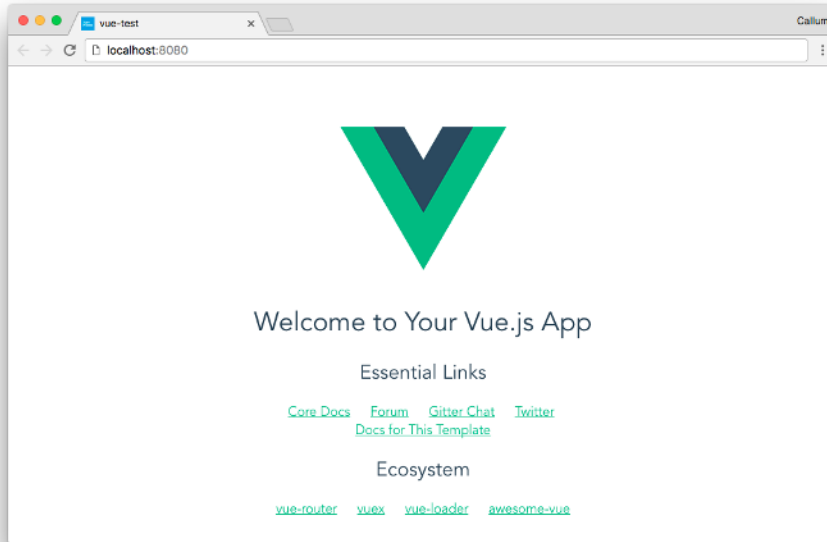 vue-test
Callum
localhost:8080
Welcome to Your Vue.js App
Essential Links
Core Docs Forum Gitter Chat Twitter
Docs for This Template
Ecosystem
vue-router vuex vue-loader awesome-vue